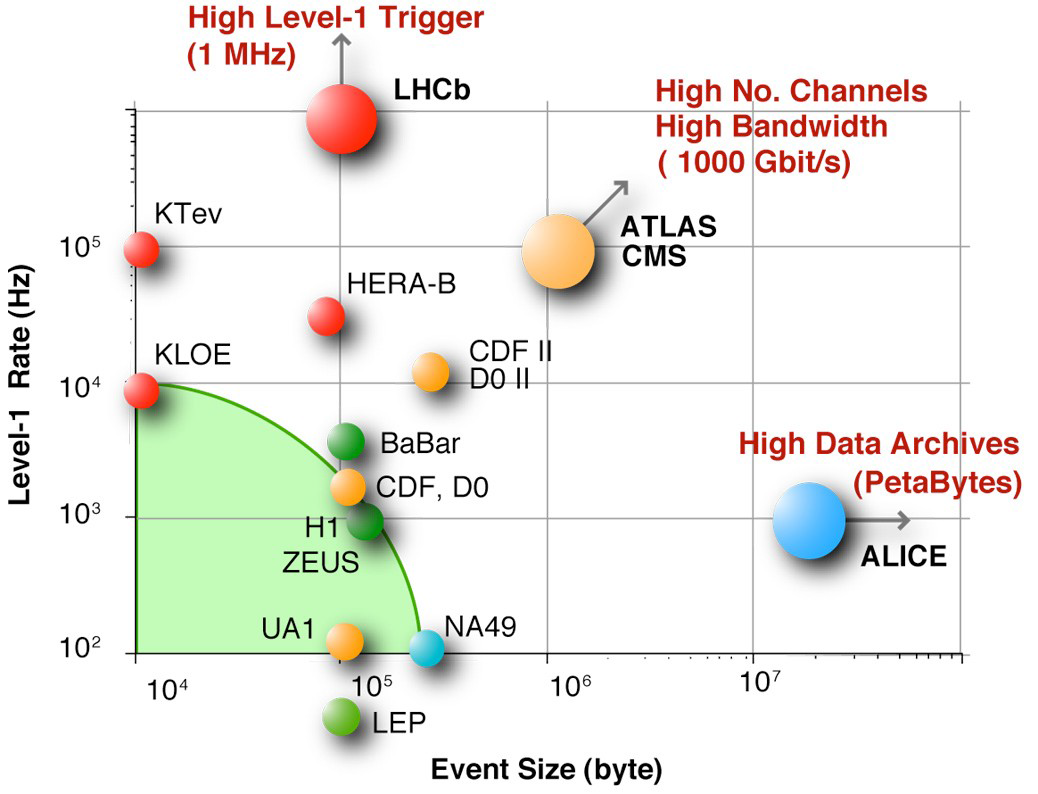 High Level-1 Trigger
(1 MHz)
LHCb
High No. Channels
High Bandwidth
( 1000 Gbit/s)
KTev
ATLAS
CMS
10⁵
HERA-B
KLOE
CDF II
D0 II
10⁴
BaBar
High Data Archives
(PetaBytes)
CDF, D0
10³
H1
ZEUS
ALICE
UA1
NA49
10²
10⁴
10⁵
10⁶
10⁷
LEP
Level-1 Rate (Hz)
Event Size (byte)